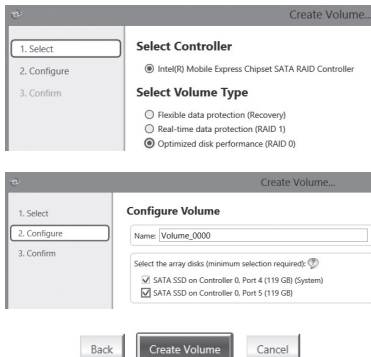 Create Volume...
1. Select
2. Configure
3. Confirm
Select Controller
Intel(R) Mobile Express Chipset SATA RAID Controller
Select Volume Type
Flexible data protection (Recovery)
Real-time data protection (RAID 1)
Optimized disk performance (RAID 0)
Create Volume...
1. Select
2. Configure
3. Confirm
Configure Volume
Name: Volume_0000
Select the array disks (minimum selection required): ?
SATA SSD on Controller 0, Port 4 (119 GB) (System)
SATA SSD on Controller 0, Port 5 (119 GB)
Back Create Volume Cancel